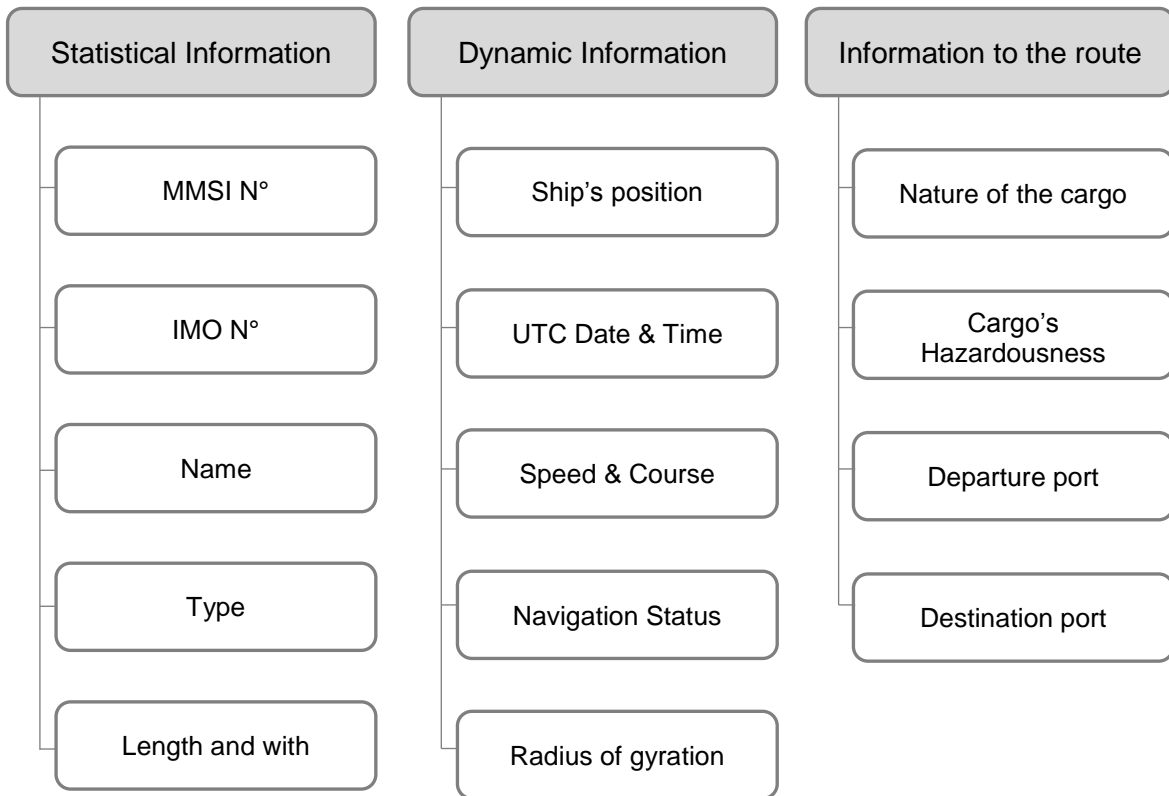 Statistical Information
MMSI N°
IMO N°
Name
Type
Length and with
Dynamic Information
Ship’s position
UTC Date & Time
Speed & Course
Navigation Status
Radius of gyration
Information to the route
Nature of the cargo
Cargo’s
Hazardousness
Departure port
Destination port